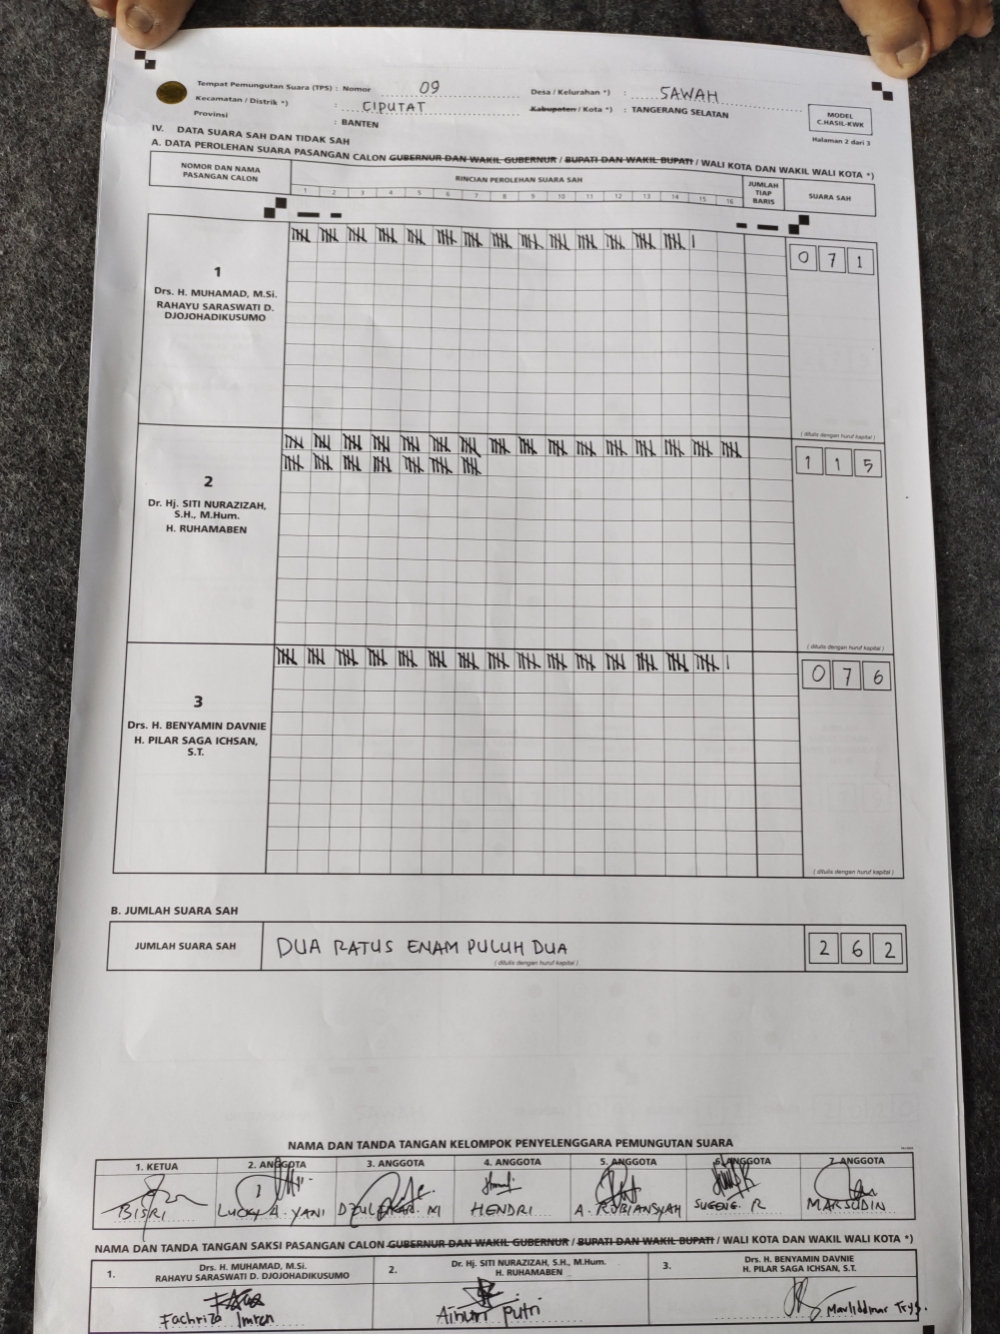 Tempat Pemungutan Suara (TPS) : Nomor 09 Desa / Kelurahan *) : SAWAH
Kecamatan / Distrik *) : CIPUTAT Kabupaten / Kota *) : TANGERANG SELATAN
Provinsi : BANTEN
MODEL
C.HASIL-KWK
Halaman 2 dari 3
IV. DATA SUARA SAH DAN TIDAK SAH
A. DATA PEROLEHAN SUARA PASANGAN CALON GUBERNUR DAN WAKIL GUBERNUR / BUPATI DAN WAKIL BUPATI / WALI KOTA DAN WAKIL WALI KOTA *)
NOMOR DAN NAMA
PASANGAN CALON
RINCIAN PEROLEHAN SUARA SAH
1 2 3 4 5 6 7 8 9 10 11 12 13 14 15 16
JUMLAH
TIAP
BARIS
SUARA SAH
1
Drs. H. MUHAMAD, M.Si.
RAHAYU SARASWATI D.
DJOJOHADIKUSUMO
0 7 1
( ditulis dengan huruf kapital )
2
Dr. Hj. SITI NURAZIZAH,
S.H., M.Hum.
H. RUHAMABEN
1 1 5
( ditulis dengan huruf kapital )
3
Drs. H. BENYAMIN DAVNIE
H. PILAR SAGA ICHSAN,
S.T.
0 7 6
( ditulis dengan huruf kapital )
B. JUMLAH SUARA SAH
JUMLAH SUARA SAH DUA RATUS ENAM PULUH DUA 2 6 2
( ditulis dengan huruf kapital )
NAMA DAN TANDA TANGAN KELOMPOK PENYELENGGARA PEMUNGUTAN SUARA
1. KETUA 2. ANGGOTA 3. ANGGOTA 4. ANGGOTA 5. ANGGOTA 6. ANGGOTA 7. ANGGOTA
BISRI LUCKY A. YANI M HENDRI A. RUBIANSYAH SUGENG. R MAKSUDIN
NAMA DAN TANDA TANGAN SAKSI PASANGAN CALON GUBERNUR DAN WAKIL GUBERNUR / BUPATI DAN WAKIL BUPATI / WALI KOTA DAN WAKIL WALI KOTA *)
1. Drs. H. MUHAMAD, M.Si.
RAHAYU SARASWATI D. DJOJOHADIKUSUMO
Fachriza Imron
2. Dr. Hj. SITI NURAZIZAH, S.H., M.Hum.
H. RUHAMABEN
Ainun Putri
3. Drs. H. BENYAMIN DAVNIE
H. PILAR SAGA ICHSAN, S.T.